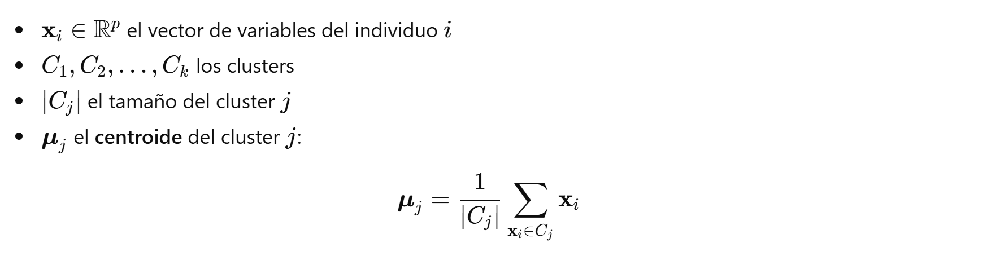 • 𝐱ᵢ ∈ ℝᵖ el vector de variables del individuo i
• C₁, C₂, …, Cₖ los clusters
• |Cⱼ| el tamaño del cluster j
• 𝛍ⱼ el centroide del cluster j:
𝛍ⱼ = 1/|Cⱼ| ∑_{𝐱ᵢ∈Cⱼ} 𝐱ᵢ